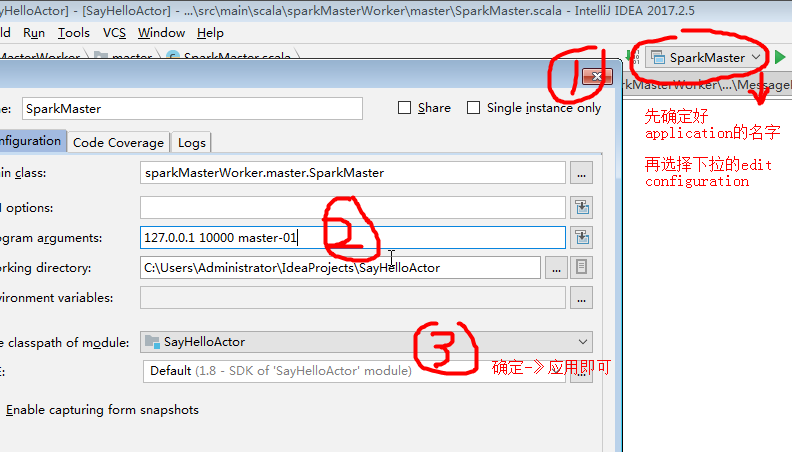 elloActor] - [SayHelloActor] - ...\src\main\scala\sparkMasterWorker\master\SparkMaster.scala - IntelliJ IDEA 2017.2.5
ld Run Tools VCS Window Help
MasterWorker master SparkMaster.scala
SparkMaster
1
rkMasterWorker\...\Message
me: SparkMaster Share Single instance only
onfiguration Code Coverage Logs
in class: sparkMasterWorker.master.SparkMaster ...
options:
ogram arguments: 127.0.0.1 10000 master-01
2
orking directory: C:\Users\Administrator\IdeaProjects\SayHelloActor ...
vironment variables: ...
e classpath of module: SayHelloActor
3
E: Default (1.8 - SDK of 'SayHelloActor' module) ...
确定->应用即可
Enable capturing form snapshots
先确定好
application的名字
再选择下拉的edit
configuration